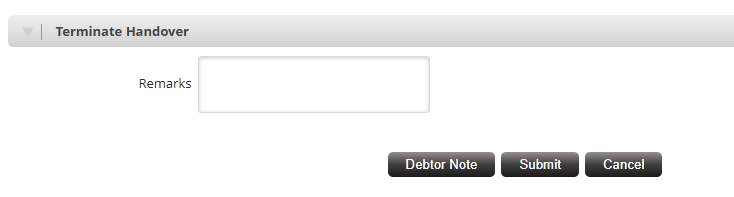 Terminate Handover
Remarks
Debtor Note Submit Cancel